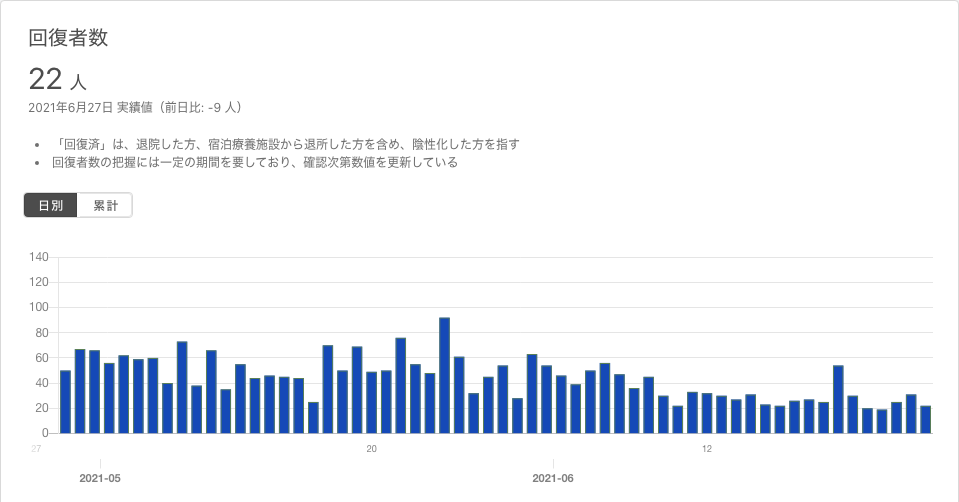 回復者数
22 人
2021年6月27日 実績値（前日比: -9 人）
• 「回復済」は、退院した方、宿泊療養施設から退所した方を含め、陰性化した方を指す
• 回復者数の把握には一定の期間を要しており、確認次第数値を更新している
日別 累計
140
120
100
80
60
40
20
0
27 20 12
2021-05 2021-06